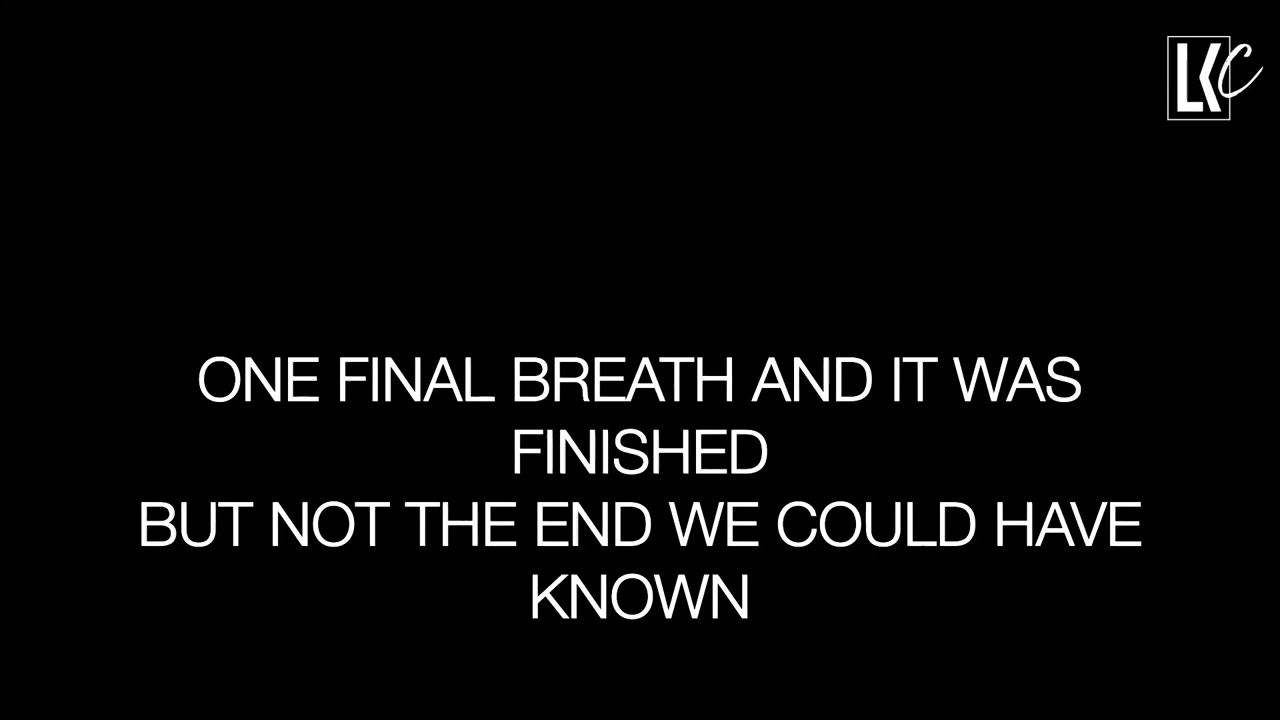 LKC
ONE FINAL BREATH AND IT WAS
FINISHED
BUT NOT THE END WE COULD HAVE
KNOWN